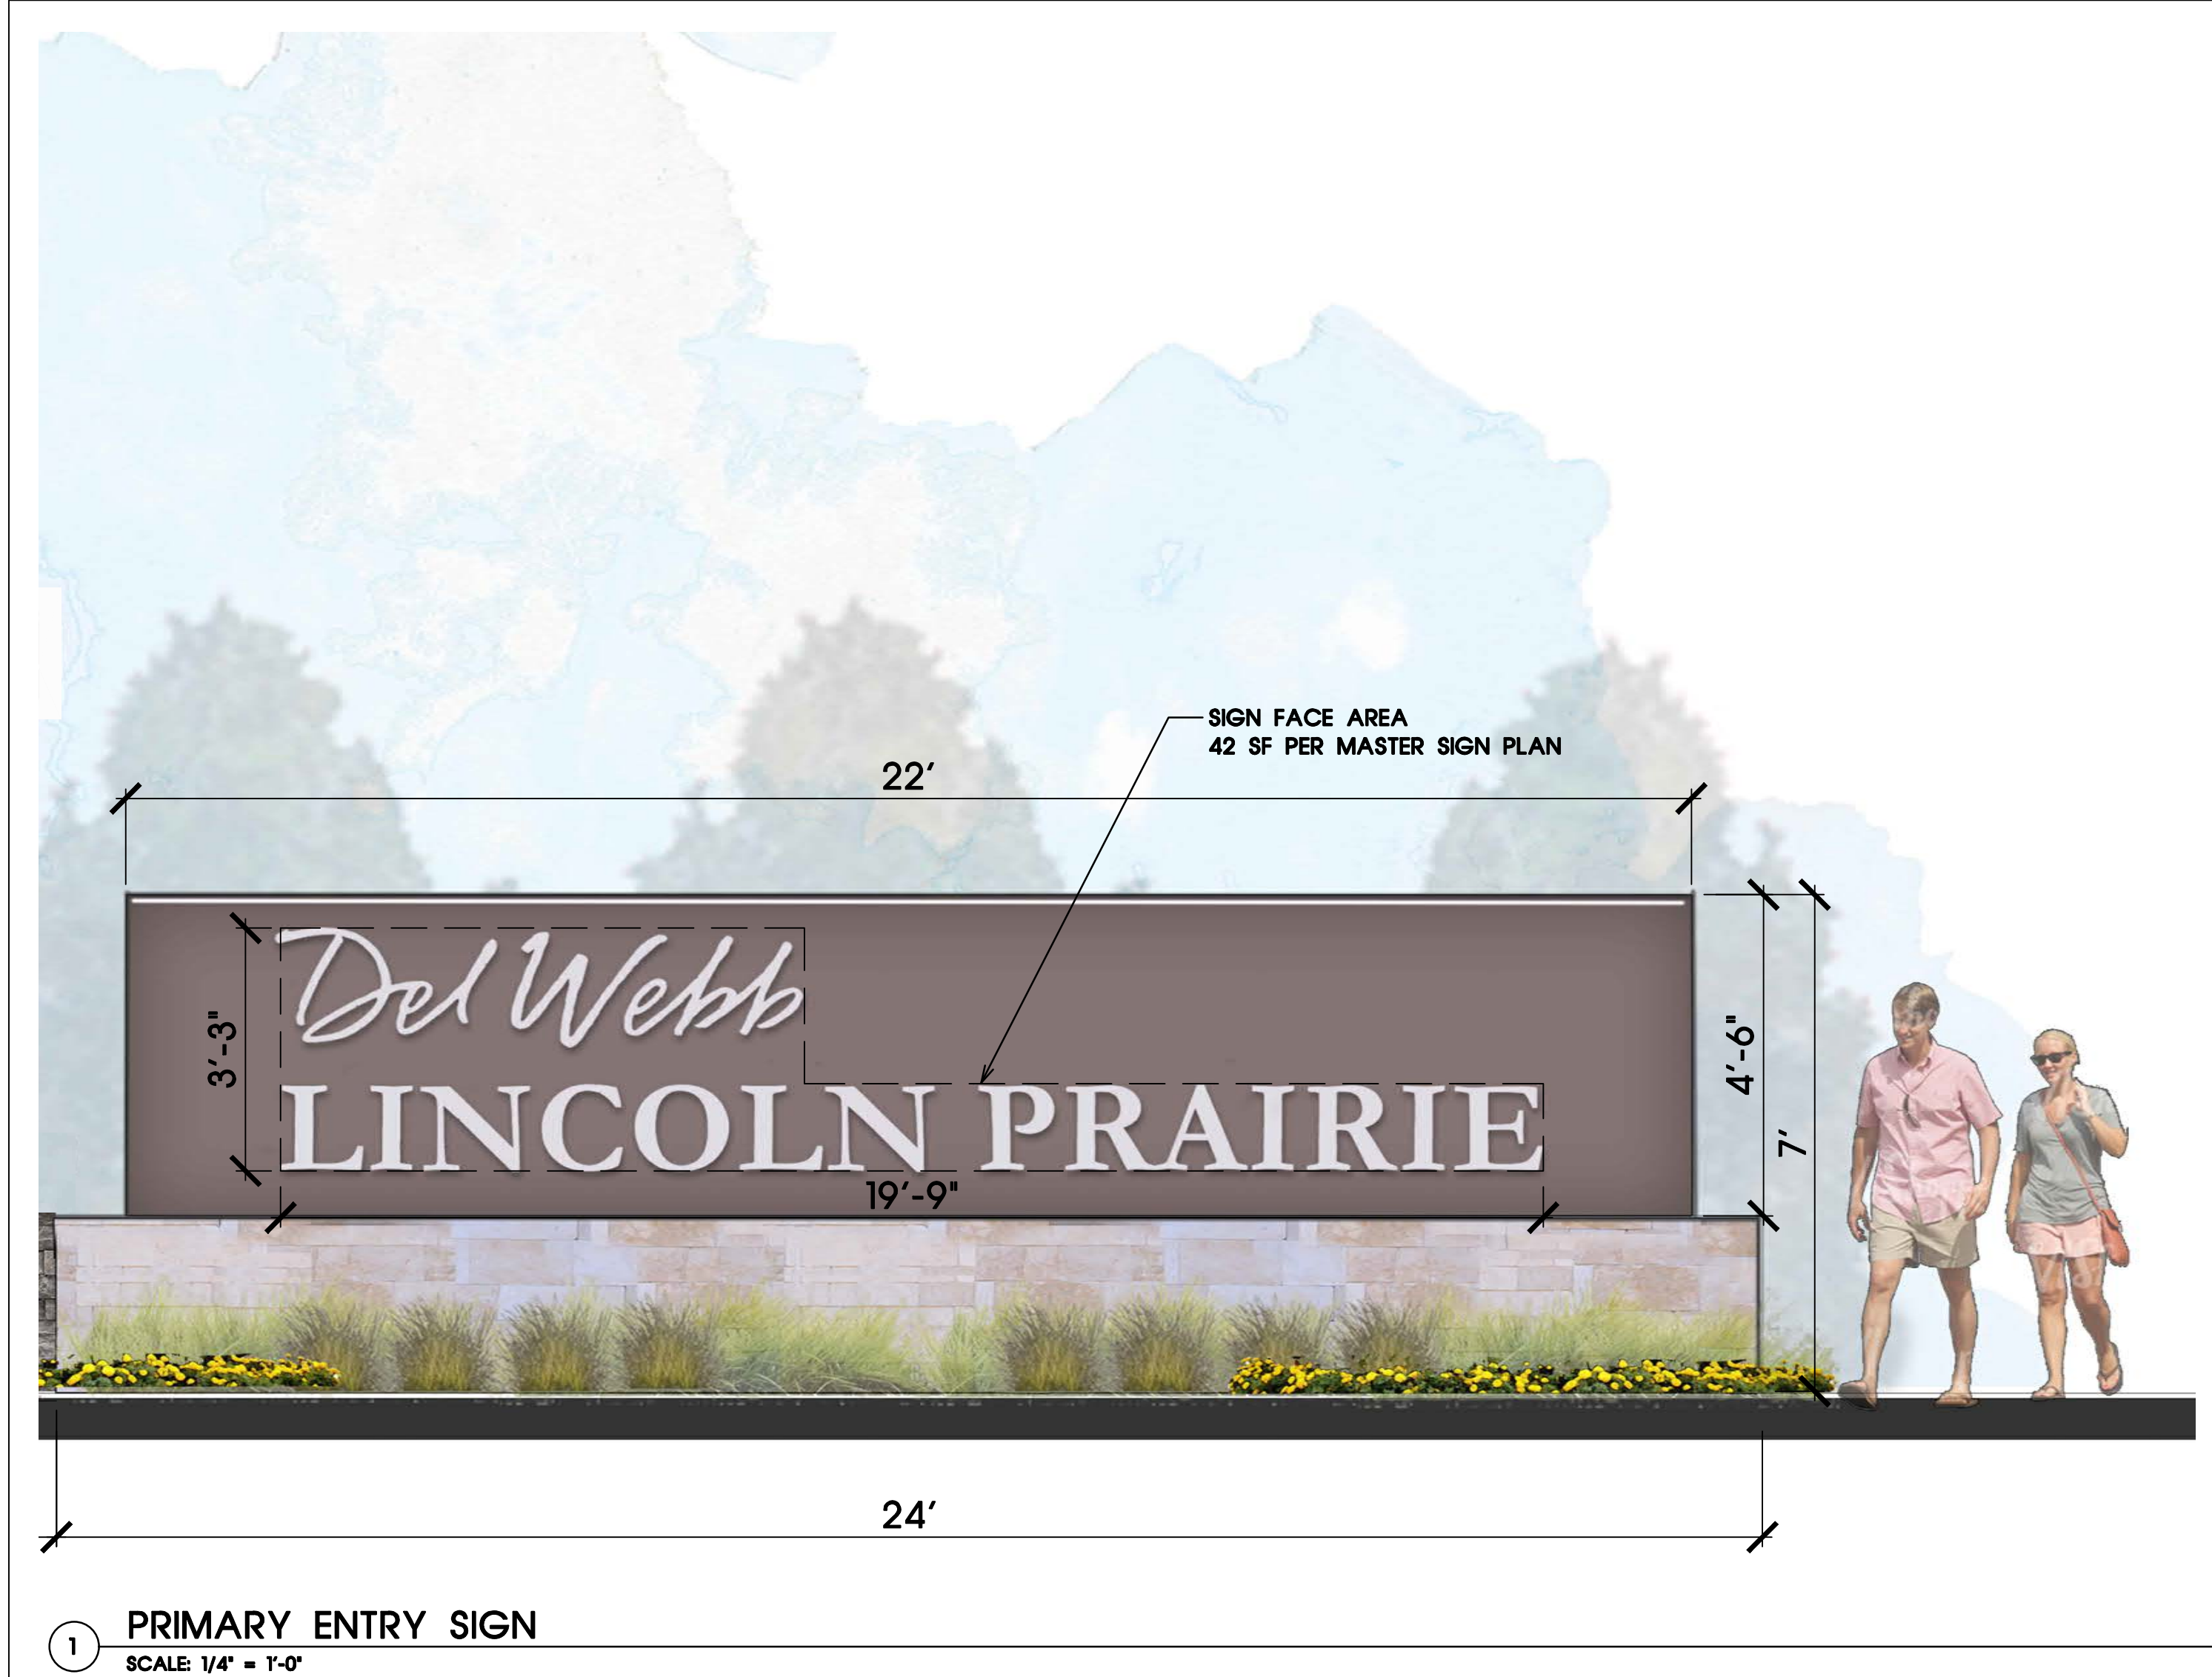 SIGN FACE AREA
42 SF PER MASTER SIGN PLAN
22'
Del Webb
3'-3"
4'-6"
LINCOLN PRAIRIE
7'
19'-9"
24'
1
PRIMARY ENTRY SIGN
SCALE: 1/4" = 1'-0"